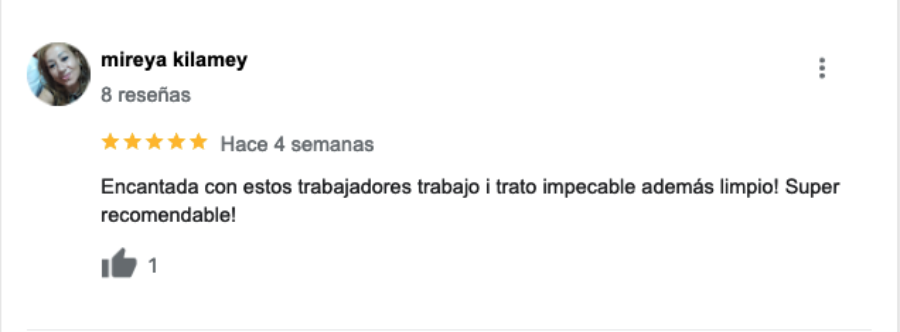 mireya kilamey
8 reseñas
Hace 4 semanas
Encantada con estos trabajadores trabajo i trato impecable además limpio! Super
recomendable!
1